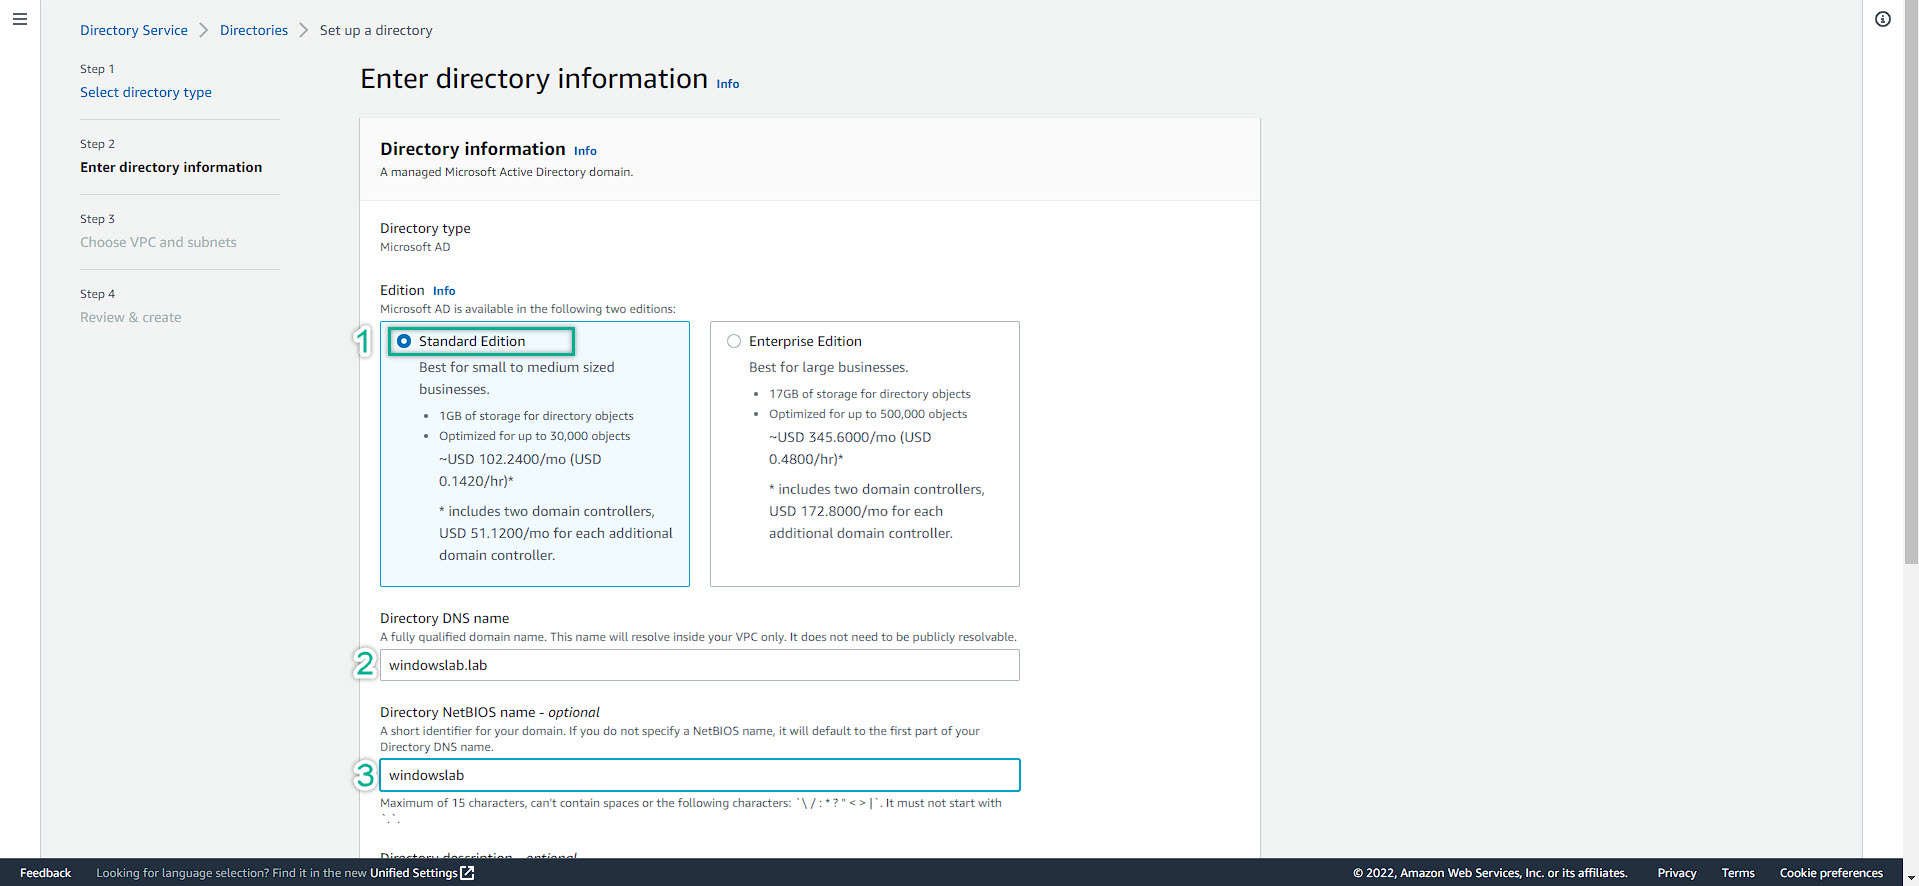 Directory Service > Directories > Set up a directory
Step 1
Select directory type
Step 2
Enter directory information
Step 3
Choose VPC and subnets
Step 4
Review & create
Enter directory information Info
Directory information Info
A managed Microsoft Active Directory domain.
Directory type
Microsoft AD
Edition Info
Microsoft AD is available in the following two editions:
1
Standard Edition
Best for small to medium sized
businesses.
• 1GB of storage for directory objects
• Optimized for up to 30,000 objects
~USD 102.2400/mo (USD
0.1420/hr)*
* includes two domain controllers,
USD 51.1200/mo for each additional
domain controller.
Enterprise Edition
Best for large businesses.
• 17GB of storage for directory objects
• Optimized for up to 500,000 objects
~USD 345.6000/mo (USD
0.4800/hr)*
* includes two domain controllers,
USD 172.8000/mo for each
additional domain controller.
Directory DNS name
A fully qualified domain name. This name will resolve inside your VPC only. It does not need to be publicly resolvable.
2
windowslab.lab
Directory NetBIOS name - optional
A short identifier for your domain. If you do not specify a NetBIOS name, it will default to the first part of your
Directory DNS name.
3
windowslab
Maximum of 15 characters, can't contain spaces or the following characters: `\ / : * ? " < > |`. It must not start with
`.`.
Directory description - optional
Feedback
Looking for language selection? Find it in the new Unified Settings
© 2022, Amazon Web Services, Inc. or its affiliates.
Privacy
Terms
Cookie preferences